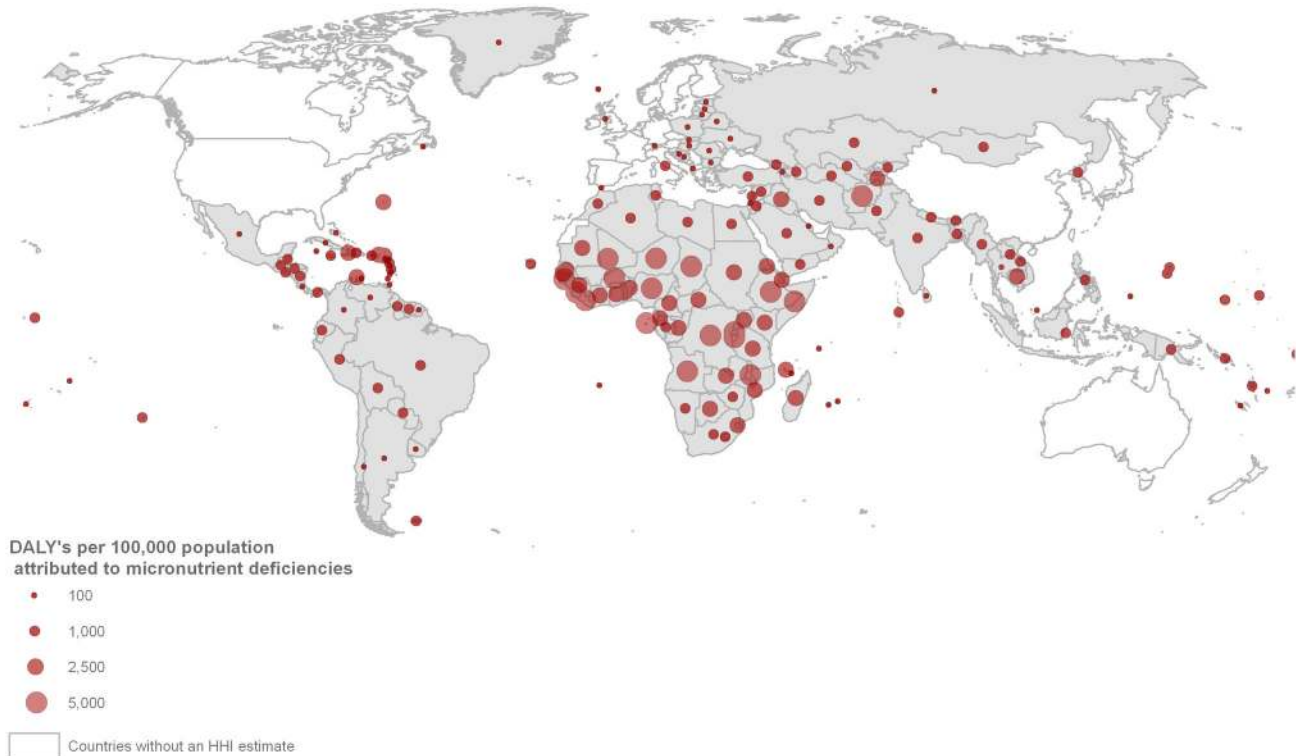 DALY's per 100,000 population
attributed to micronutrient deficiencies
100
1,000
2,500
5,000
Countries without an HHI estimate